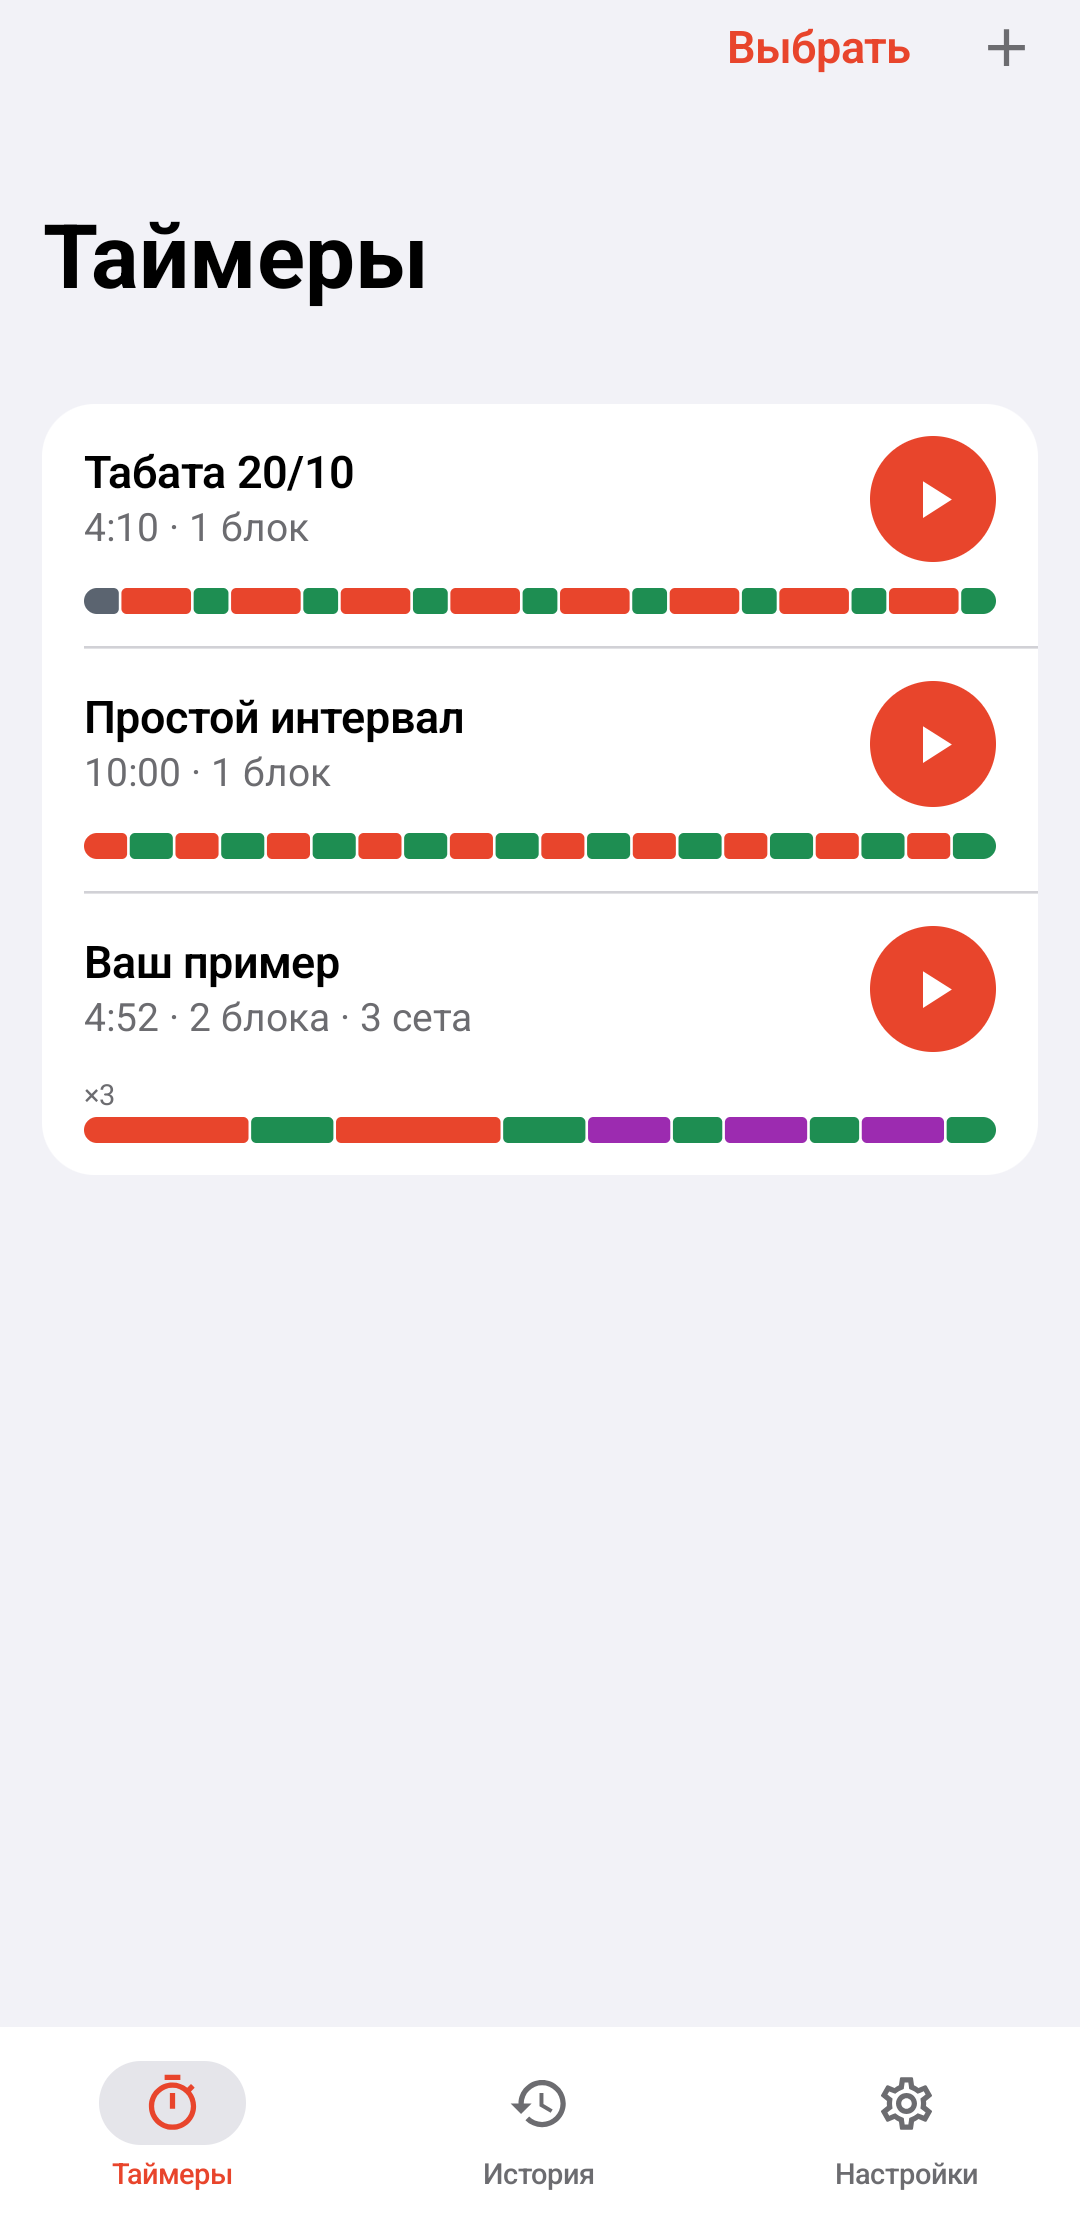 Выбрать
Таймеры
Табата 20/10
4:10 · 1 блок
Простой интервал
10:00 · 1 блок
Ваш пример
4:52 · 2 блока · 3 сета
×3
Таймеры
История
Настройки